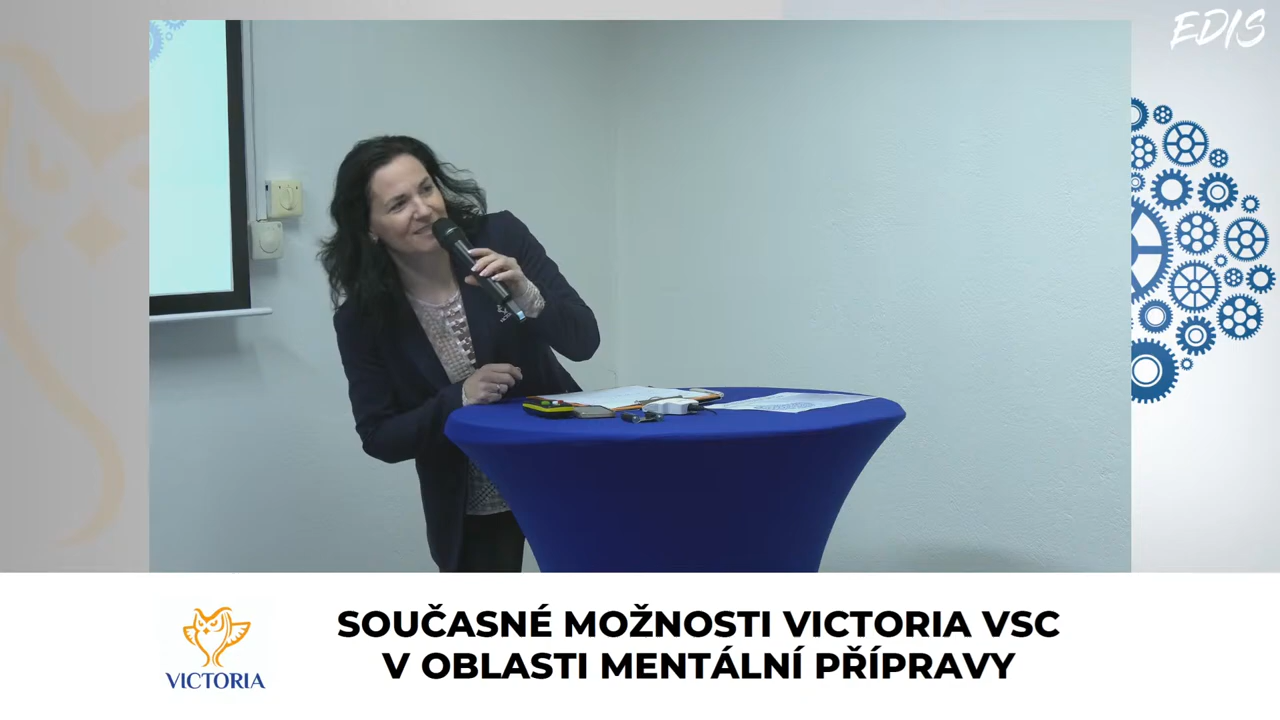 EDIS
SOUČASNÉ MOŽNOSTI VICTORIA VSC
V OBLASTI MENTÁLNÍ PŘÍPRAVY
VICTORIA